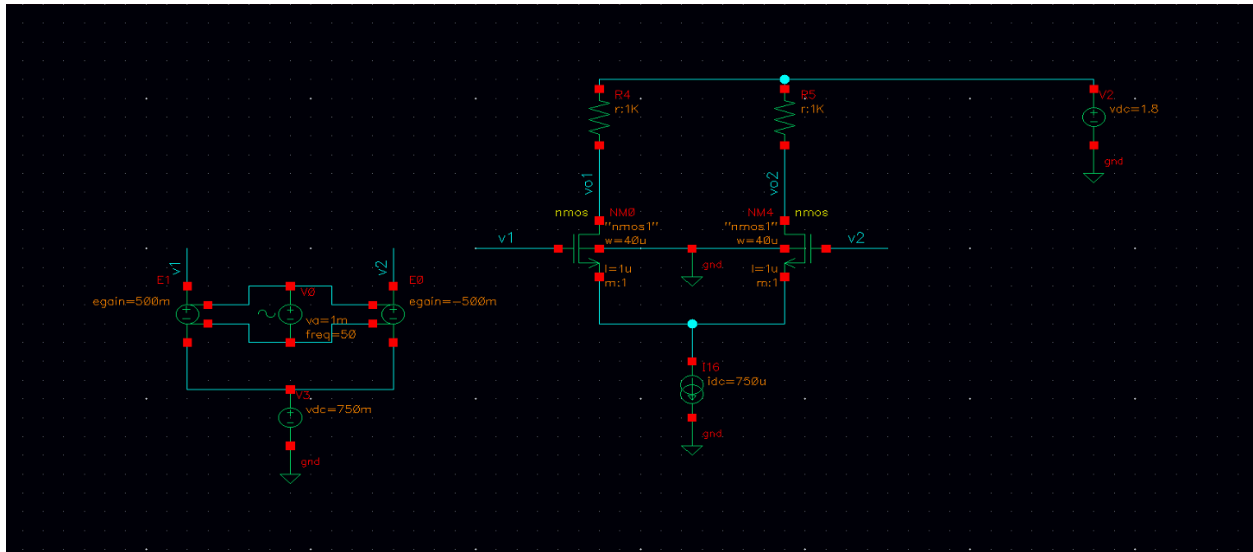 R4
r:1K
R5
r:1K
V2
vdc=1.8
gnd
vo1
vo2
nmos
NM0
"nmos1"
w=40u
l=1u
m:1
v1
nmos
NM4
"nmos1"
w=40u
l=1u
m:1
v2
gnd
v1
E1
egain=500m
V0
va=1m
freq=50
v2
E0
egain=-500m
V3
vdc=750m
gnd
I16
idc=750u
gnd